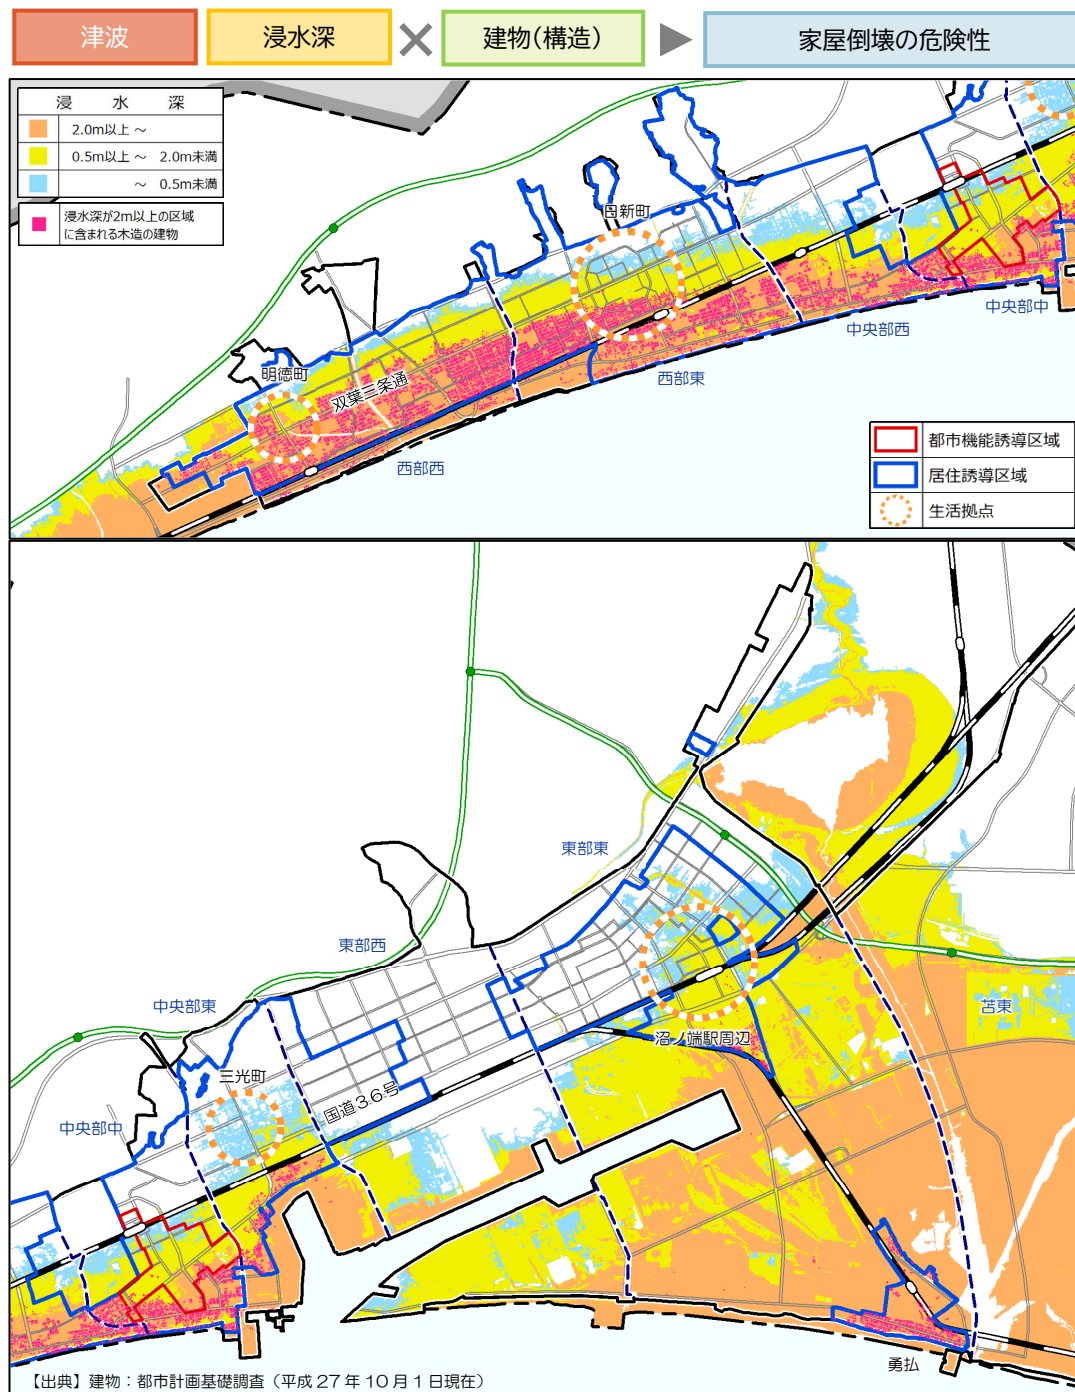 津波
浸水深
建物(構造)
家屋倒壊の危険性
浸水深
2.0m以上 ~
0.5m以上 ~ 2.0m未満
~ 0.5m未満
浸水深が2m以上の区域
に含まれる木造の建物
日新町
明徳町
双葉三条通
西部西
西部東
中央部西
中央部中
都市機能誘導区域
居住誘導区域
生活拠点
東部東
東部西
中央部東
苫東
沼ノ端駅周辺
三光町
国道36号
中央部中
勇払
【出典】建物:都市計画基礎調査(平成27年10月1日現在)